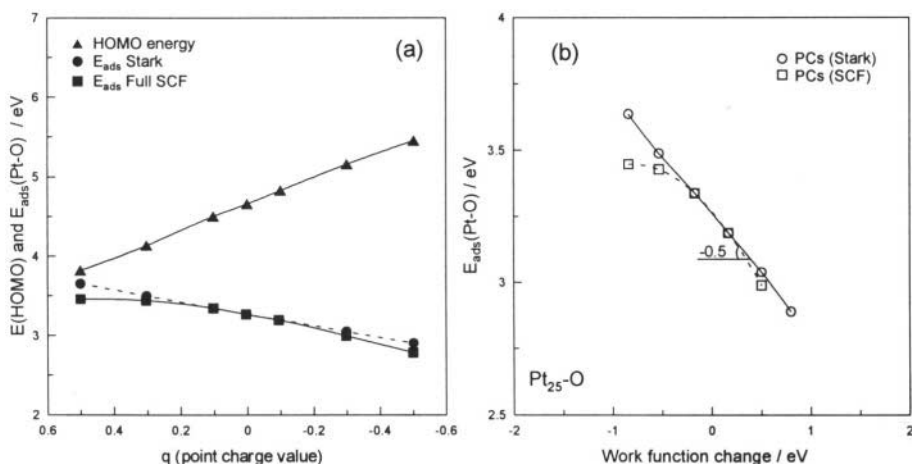 (a)
HOMO energy
E_ads Stark
E_ads Full SCF
E(HOMO) and E_ads(Pt-O) / eV
7
6
5
4
3
2
0.6 0.4 0.2 0.0 -0.2 -0.4 -0.6
q (point charge value)
(b)
PCs (Stark)
PCs (SCF)
E_ads(Pt-O) / eV
4
3.5
3
2.5
-0.5
Pt₂₅-O
-2 -1 0 1 2
Work function change / eV